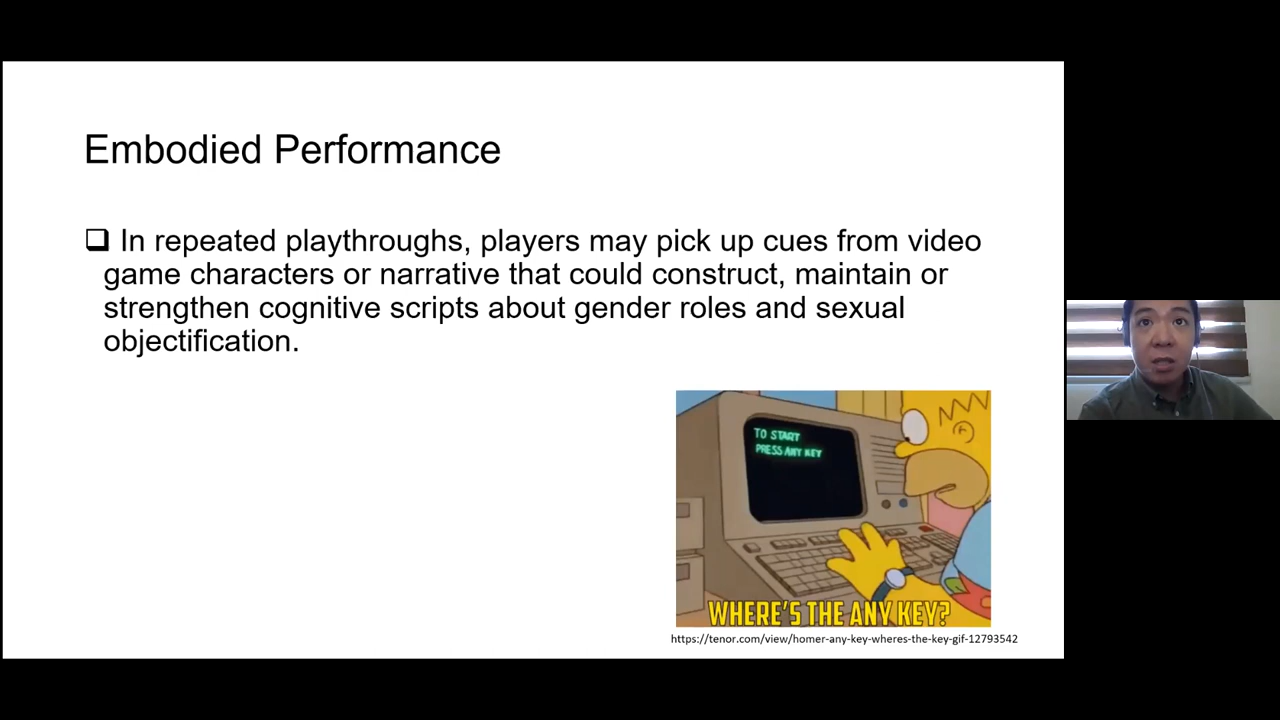 Embodied Performance
❑ In repeated playthroughs, players may pick up cues from video
game characters or narrative that could construct, maintain or
strengthen cognitive scripts about gender roles and sexual
objectification.
TO START
PRESS ANY KEY
WHERE'S THE ANY KEY?
https://tenor.com/view/homer-any-key-wheres-the-key-gif-12793542